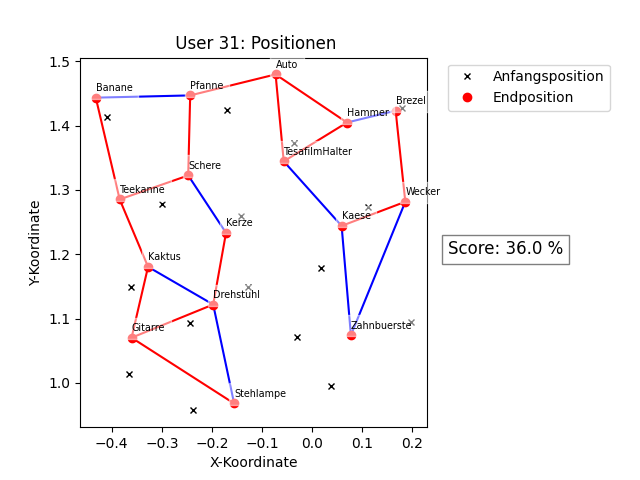 User 31: Positionen
Anfangsposition
Endposition
Score: 36.0 %
Y-Koordinate
1.5
1.4
1.3
1.2
1.1
1.0
Banane
Pfanne
Auto
Hammer
Brezel
TesafilmHalter
Schere
Teekanne
Wecker
Kaese
Kerze
Kaktus
Drehstuhl
Gitarre
Zahnbuerste
Stehlampe
−0.4
−0.3
−0.2
−0.1
0.0
0.1
0.2
X-Koordinate